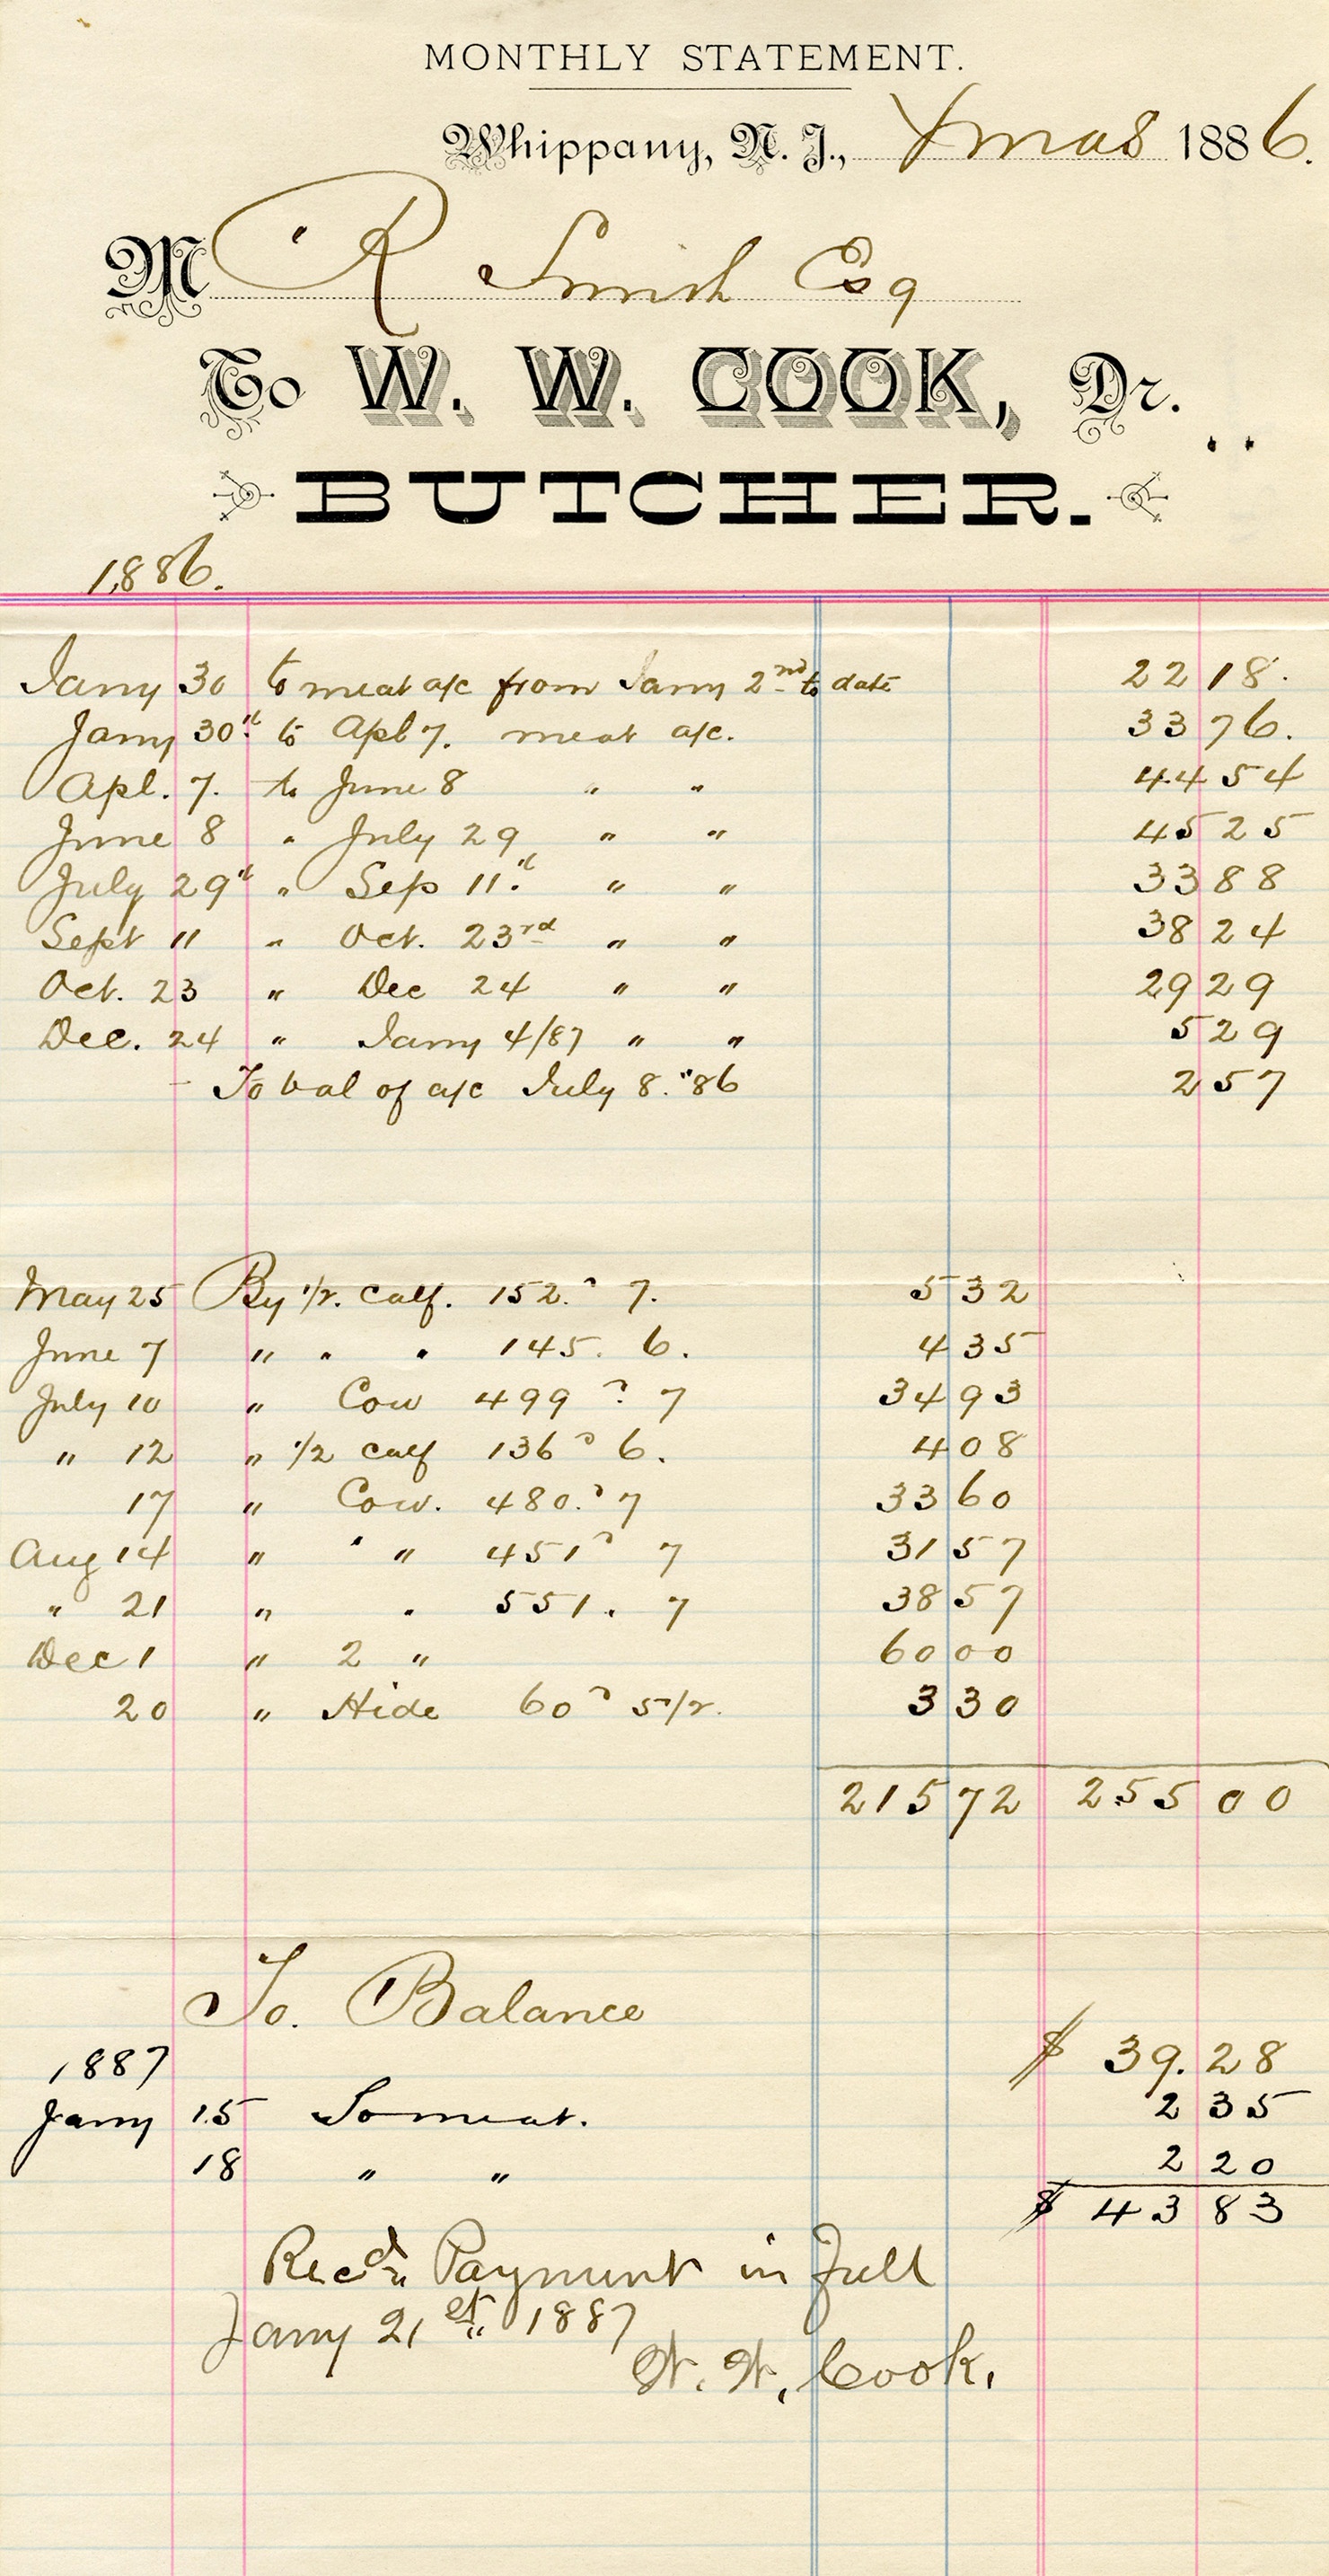 MONTHLY STATEMENT.
Whippany, N. J., Xmas 1886.
M R Smith Esq
To W. W. COOK, Dr.
BUTCHER.
1886.
Jany 30 to meat a/c from Jany 2nd to date 22 18.
Jany 30th to Apl 7. meat a/c. 33 76.
Apl. 7. to June 8 " " 44 54
June 8 " July 29 " " 45 25
July 29th " Sep 11th " " 33 88
Sept 11 " Oct. 23rd " " 38 24
Oct. 23 " Dec 24 " " 29 29
Dec. 24 " Jany 4/87 " " 5 29
To bal of a/c July 8. "86 2 57
May 25 By 1/2. Calf. 152. 7. 5 32
June 7 " " " 145. 6. 4 35
July 10 " Cow 499 7 34 93
" 12 " 1/2 calf 136 6. 4 08
17 " Cow. 480. 7 33 60
Aug 14 " " " 451 7 31 57
" 21 " " 551. 7 38 57
Dec 1 " 2 " 60 00
20 " Hide 60 5 1/2. 3 30
215 72 255 00
To. Balance
$ 39.28
1887
Jany 15 To meat. 2 35
18 " " 2 20
$ 43 83
Recd Payment in Full
Jany 21st 1887
W. W. Cook.